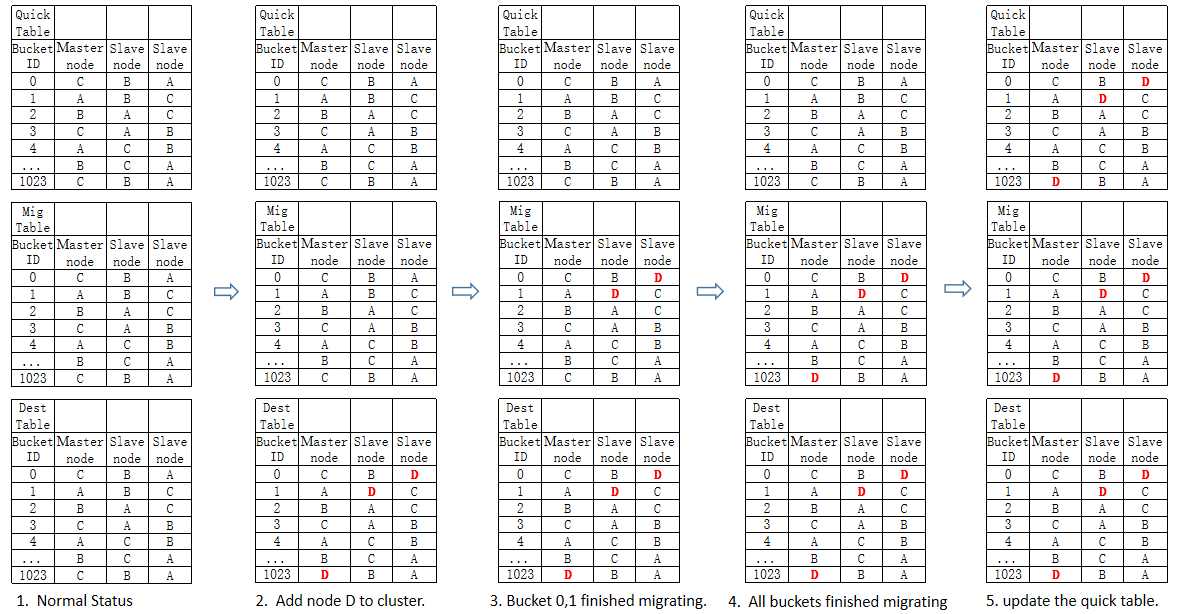 Quick
Table
Bucket Master Slave Slave
ID node node node
0 C B A
1 A B C
2 B A C
3 C A B
4 A C B
... B C A
1023 C B A
Mig
Table
Bucket Master Slave Slave
ID node node node
0 C B A
1 A B C
2 B A C
3 C A B
4 A C B
... B C A
1023 C B A
Dest
Table
Bucket Master Slave Slave
ID node node node
0 C B A
1 A B C
2 B A C
3 C A B
4 A C B
... B C A
1023 C B A
1. Normal Status
Quick
Table
Bucket Master Slave Slave
ID node node node
0 C B A
1 A B C
2 B A C
3 C A B
4 A C B
... B C A
1023 C B A
Mig
Table
Bucket Master Slave Slave
ID node node node
0 C B A
1 A B C
2 B A C
3 C A B
4 A C B
... B C A
1023 C B A
Dest
Table
Bucket Master Slave Slave
ID node node node
0 C B D
1 A D C
2 B A C
3 C A B
4 A C B
... B C A
1023 D B A
2. Add node D to cluster.
Quick
Table
Bucket Master Slave Slave
ID node node node
0 C B A
1 A B C
2 B A C
3 C A B
4 A C B
... B C A
1023 C B A
Mig
Table
Bucket Master Slave Slave
ID node node node
0 C B D
1 A D C
2 B A C
3 C A B
4 A C B
... B C A
1023 C B A
Dest
Table
Bucket Master Slave Slave
ID node node node
0 C B D
1 A D C
2 B A C
3 C A B
4 A C B
... B C A
1023 D B A
3. Bucket 0,1 finished migrating.
Quick
Table
Bucket Master Slave Slave
ID node node node
0 C B A
1 A B C
2 B A C
3 C A B
4 A C B
... B C A
1023 C B A
Mig
Table
Bucket Master Slave Slave
ID node node node
0 C B D
1 A D C
2 B A C
3 C A B
4 A C B
... B C A
1023 D B A
Dest
Table
Bucket Master Slave Slave
ID node node node
0 C B D
1 A D C
2 B A C
3 C A B
4 A C B
... B C A
1023 D B A
4. All buckets finished migrating
Quick
Table
Bucket Master Slave Slave
ID node node node
0 C B D
1 A D C
2 B A C
3 C A B
4 A C B
... B C A
1023 D B A
Mig
Table
Bucket Master Slave Slave
ID node node node
0 C B D
1 A D C
2 B A C
3 C A B
4 A C B
... B C A
1023 D B A
Dest
Table
Bucket Master Slave Slave
ID node node node
0 C B D
1 A D C
2 B A C
3 C A B
4 A C B
... B C A
1023 D B A
5. update the quick table.